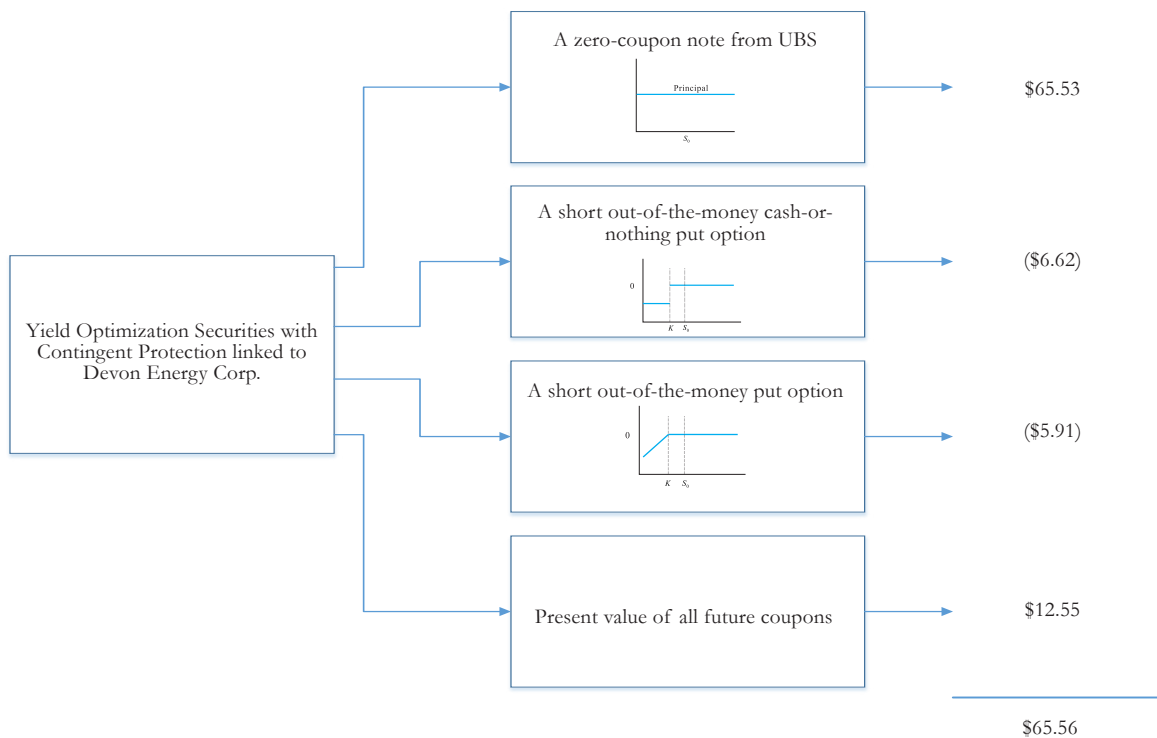 A zero-coupon note from UBS
Principal
S₀
$65.53
A short out-of-the-money cash-or-
nothing put option
0
K S₀
($6.62)
Yield Optimization Securities with
Contingent Protection linked to
Devon Energy Corp.
A short out-of-the-money put option
0
K S₀
($5.91)
Present value of all future coupons
$12.55
$65.56